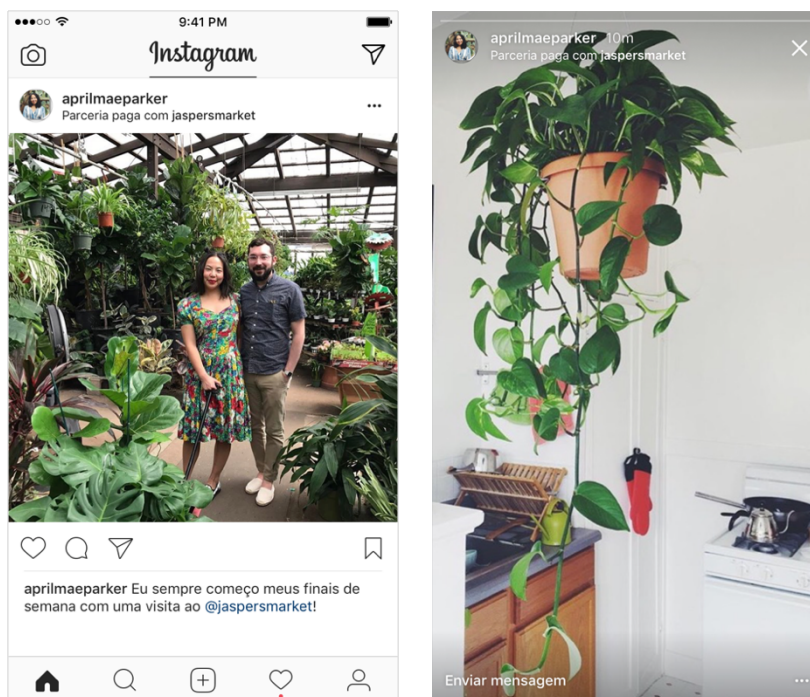 9:41 PM
Instagram
aprilmaeparker
Parceria paga com jaspersmarket
aprilmaeparker Eu sempre começo meus finais de
semana com uma visita ao @jaspersmarket!
aprilmaeparker 10m
Parceria paga com jaspersmarket
Enviar mensagem